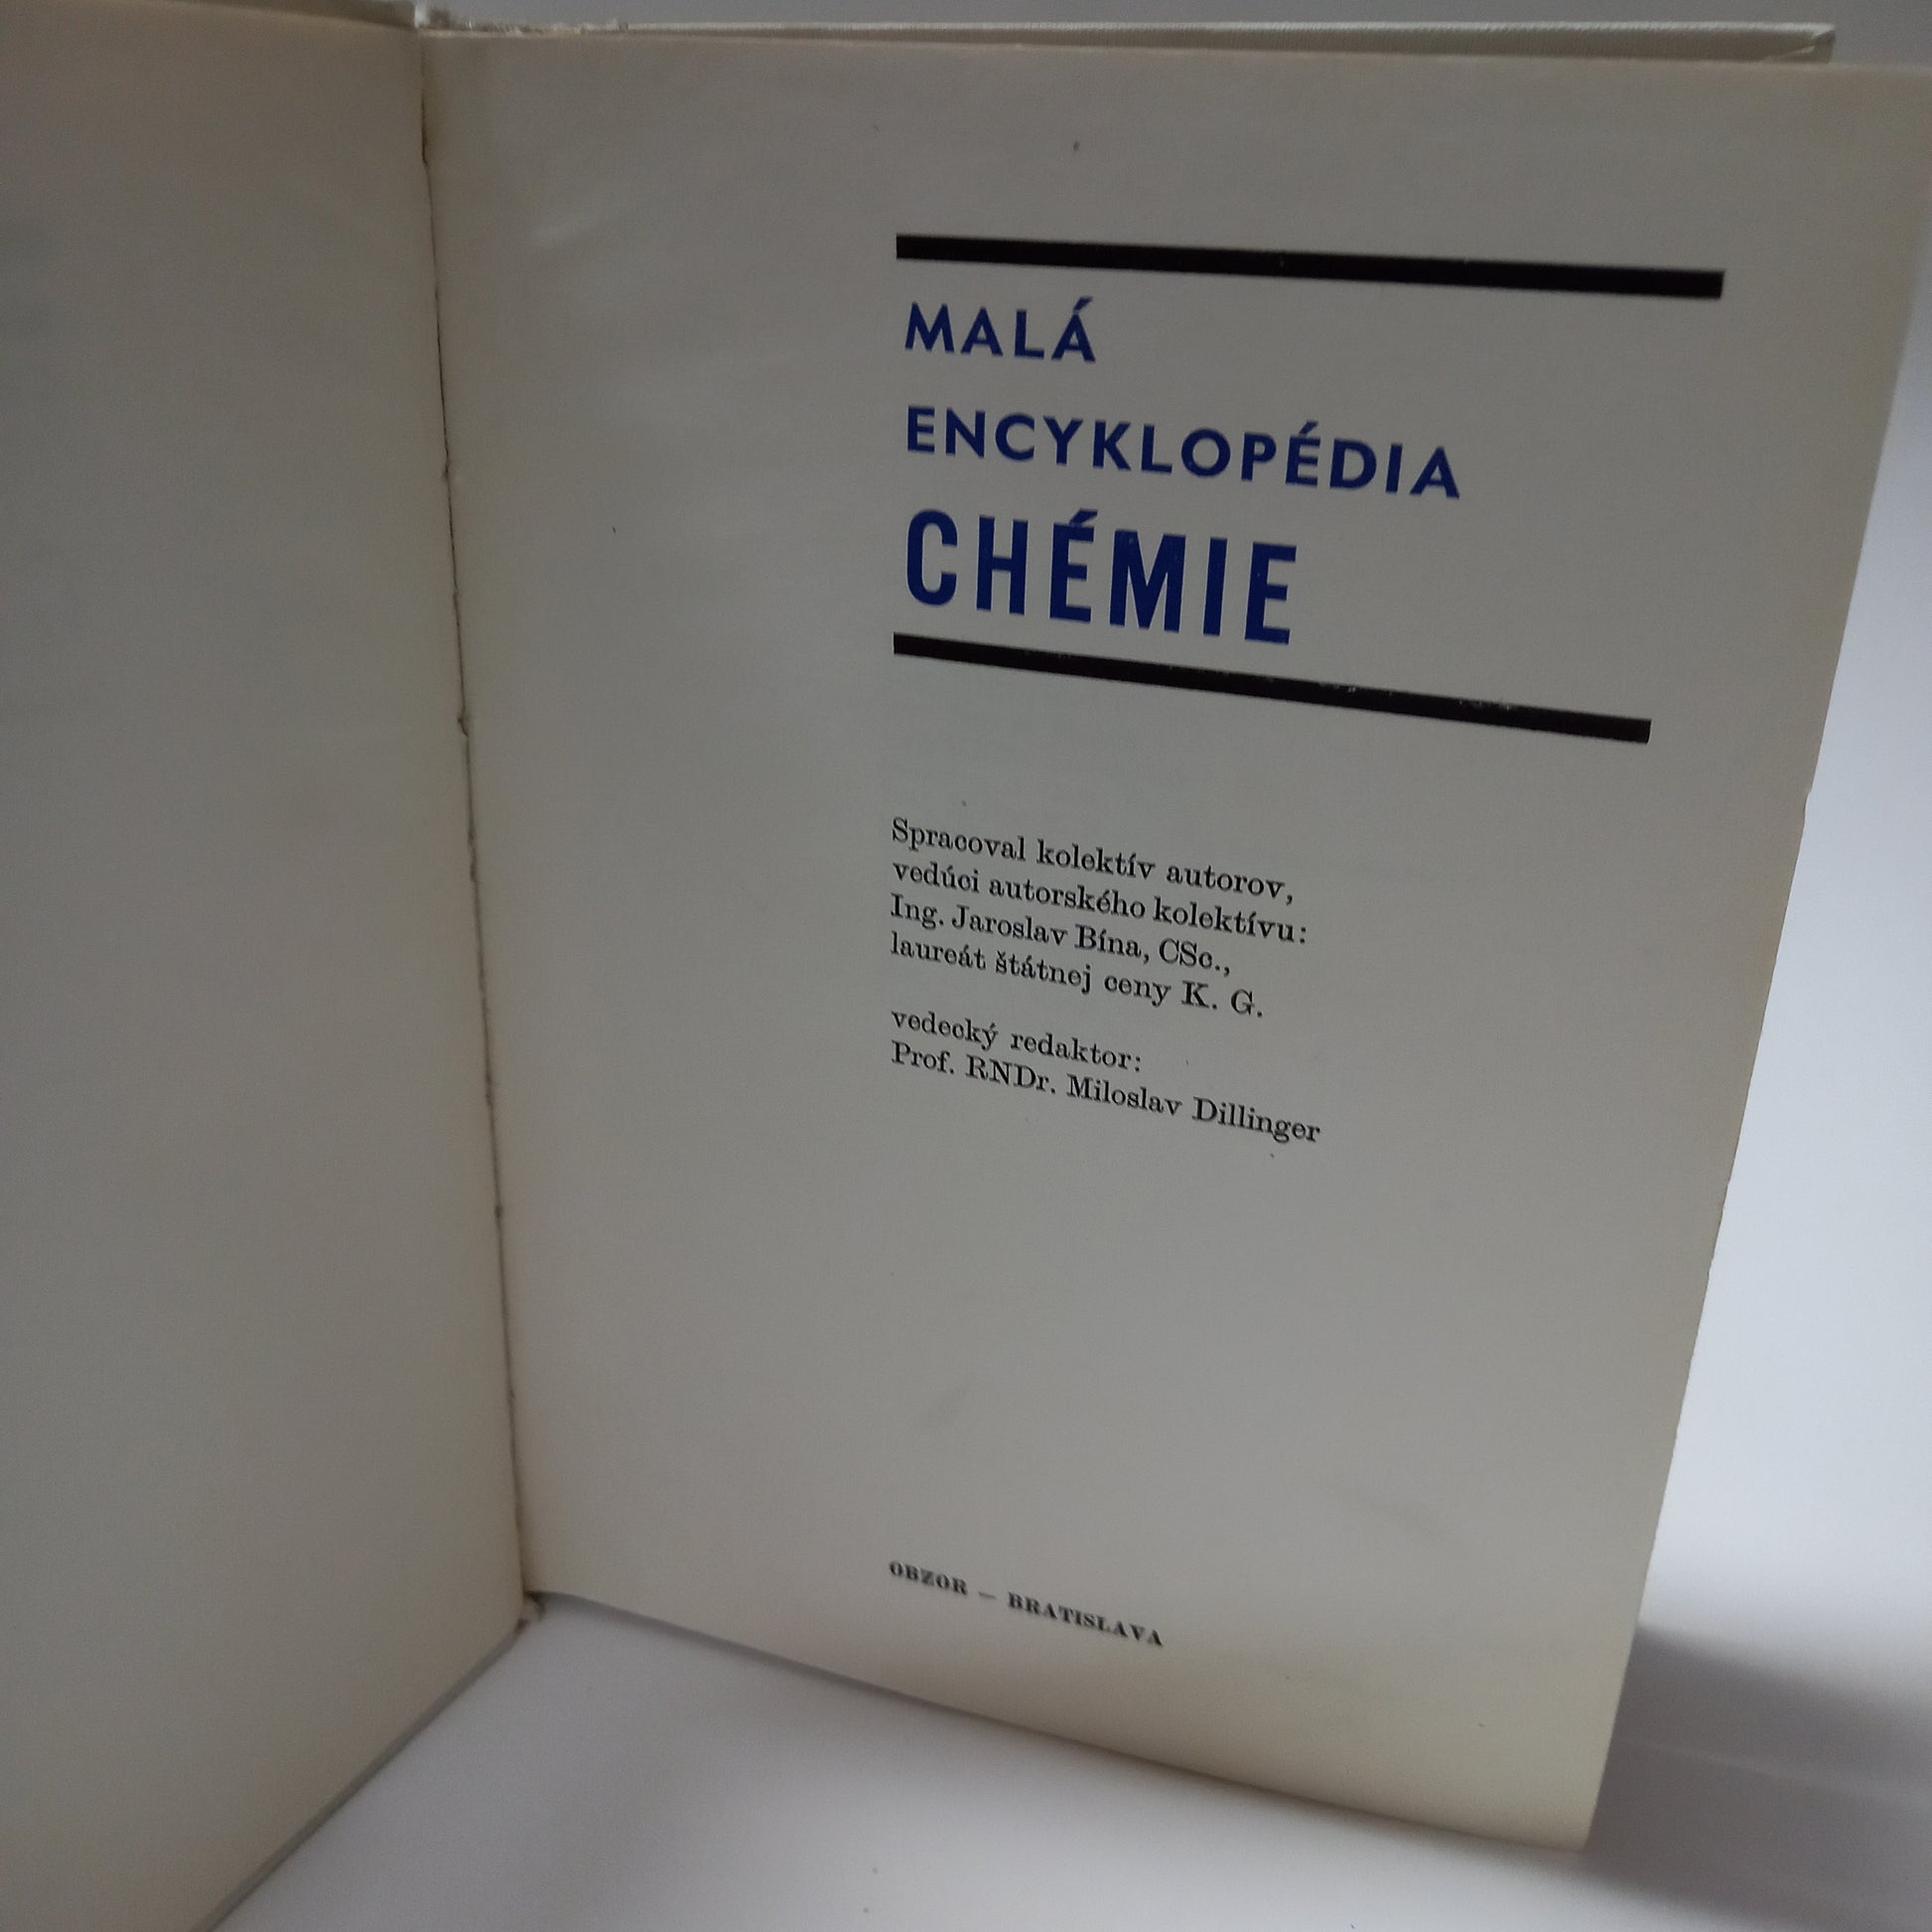 MALÁ
ENCYKLOPÉDIA
CHÉMIE
Spracoval kolektív autorov,
vedúci autorského kolektívu:
Ing. Jaroslav Bína, CSc.,
laureát štátnej ceny K. G.
vedecký redaktor:
Prof. RNDr. Miloslav Dillinger
OBZOR — BRATISLAVA